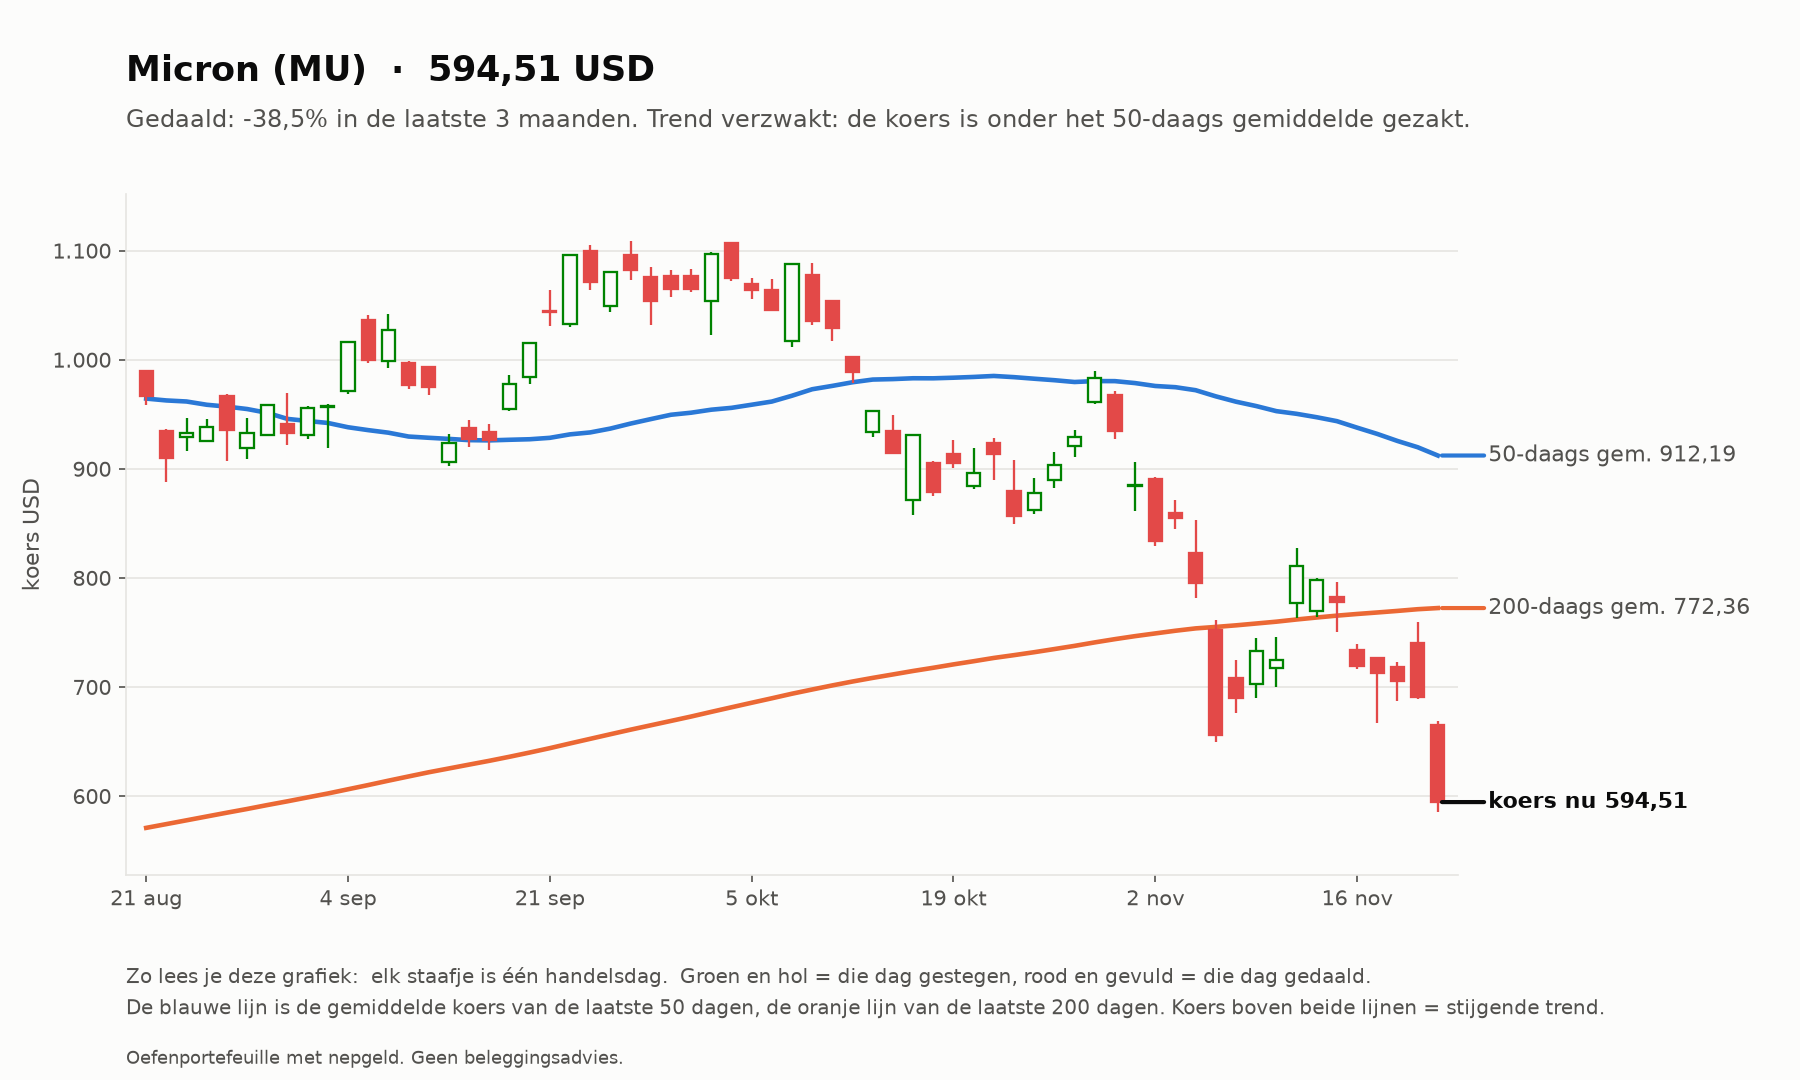 Micron (MU)  ·  594,51 USD
Gedaald: -38,5% in de laatste 3 maanden. Trend verzwakt: de koers is onder het 50-daags gemiddelde gezakt.
koers USD
1.100
1.000
900
800
700
600
50-daags gem. 912,19
200-daags gem. 772,36
koers nu 594,51
21 aug
4 sep
21 sep
5 okt
19 okt
2 nov
16 nov
Zo lees je deze grafiek:  elk staafje is één handelsdag.  Groen en hol = die dag gestegen, rood en gevuld = die dag gedaald.
De blauwe lijn is de gemiddelde koers van de laatste 50 dagen, de oranje lijn van de laatste 200 dagen. Koers boven beide lijnen = stijgende trend.
Oefenportefeuille met nepgeld. Geen beleggingsadvies.